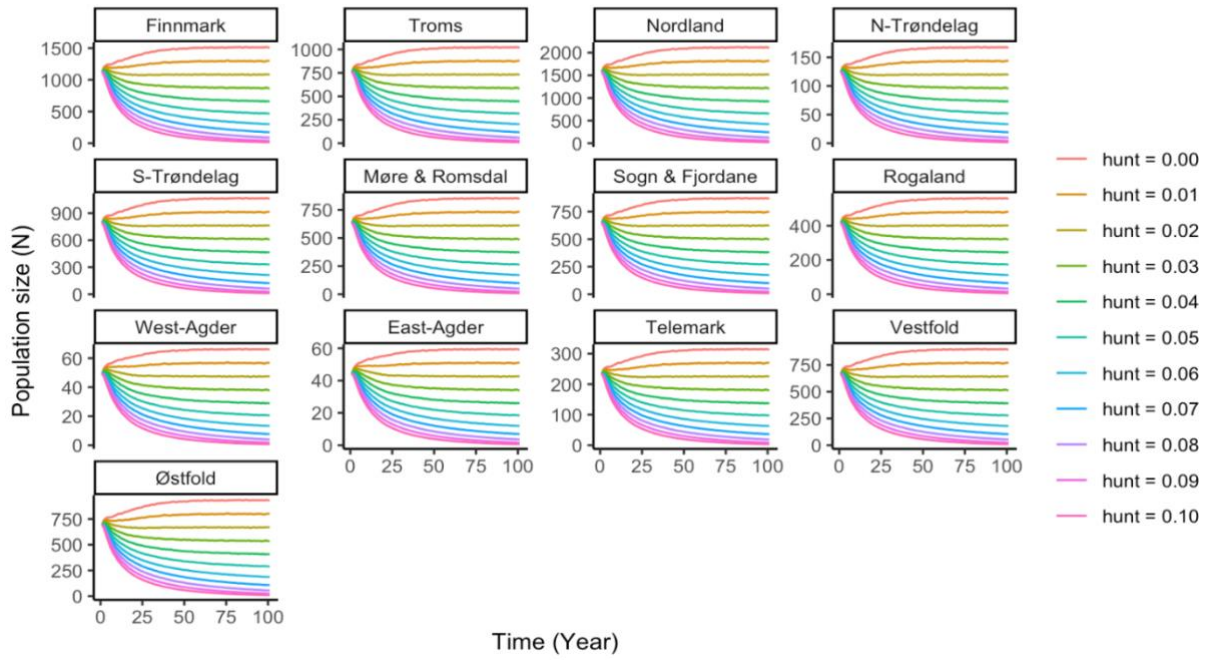 Finnmark Troms Nordland N-Trøndelag
1500 1000 2000 150
1000 750 1500 100
500 500 1000 50
250 500
0 0 0 0
S-Trøndelag Møre & Romsdal Sogn & Fjordane Rogaland
900 750 750 400
600 500 500 200
300 250 250
0 0 0 0
West-Agder East-Agder Telemark Vestfold
60 60 300 750
40 40 200 500
20 20 100 250
0 0 0 0
0 25 50 75 100 0 25 50 75 100 0 25 50 75 100
Østfold
750
500
250
0
0 25 50 75 100
Population size (N)
Time (Year)
hunt = 0.00
hunt = 0.01
hunt = 0.02
hunt = 0.03
hunt = 0.04
hunt = 0.05
hunt = 0.06
hunt = 0.07
hunt = 0.08
hunt = 0.09
hunt = 0.10